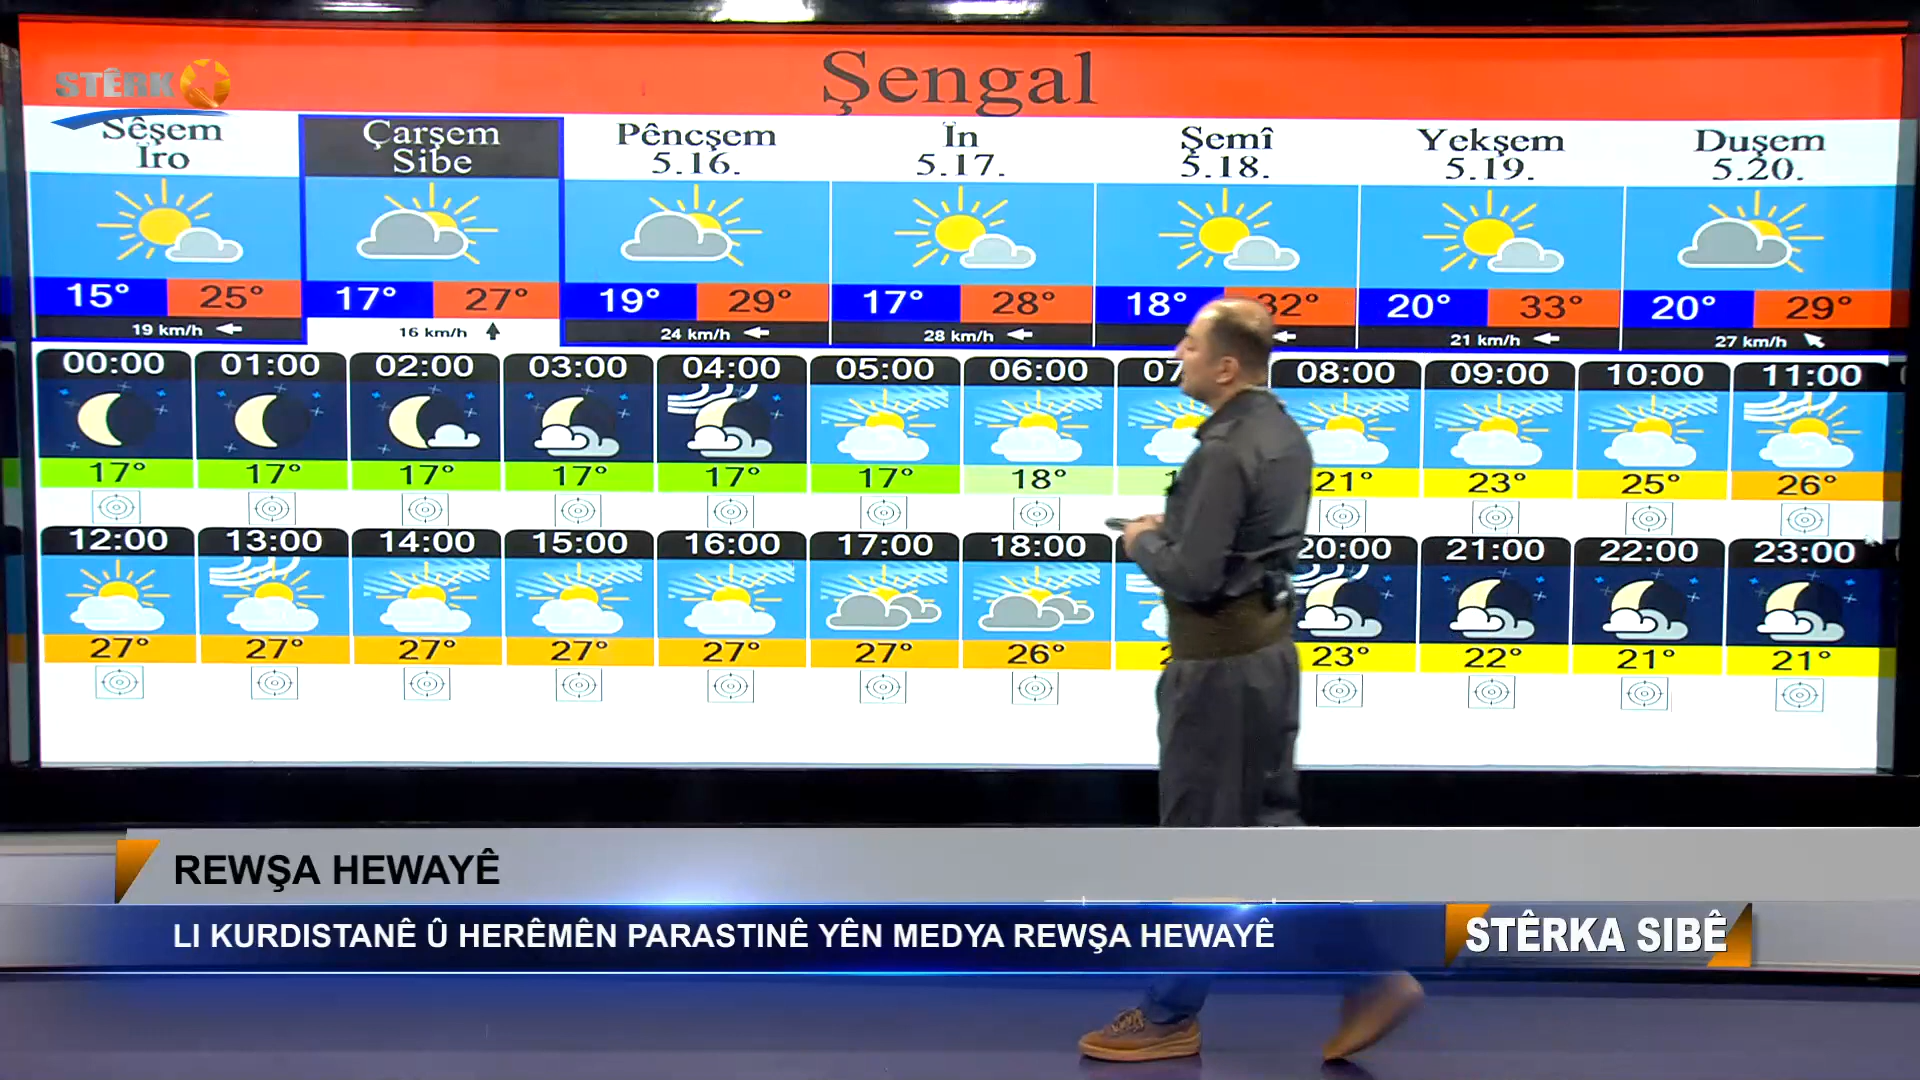 Şengal
STÊRK
Sêşem Çarşem Pêncşem În Şemî Yekşem Duşem
Îro Sibe 5.16. 5.17. 5.18. 5.19. 5.20.
15° 25° 17° 27° 19° 29° 17° 28° 18° 32° 20° 33° 20° 29°
19 km/h 16 km/h 24 km/h 28 km/h 21 km/h 27 km/h
00:00 01:00 02:00 03:00 04:00 05:00 06:00 08:00 09:00 10:00 11:00
17° 17° 17° 17° 17° 17° 18° 21° 23° 25° 26°
12:00 13:00 14:00 15:00 16:00 17:00 18:00 20:00 21:00 22:00 23:00
27° 27° 27° 27° 27° 27° 26° 23° 22° 21° 21°
REWŞA HEWAYÊ
LI KURDISTANÊ Û HERÊMÊN PARASTINÊ YÊN MEDYA REWŞA HEWAYÊ
STÊRKA SIBÊ